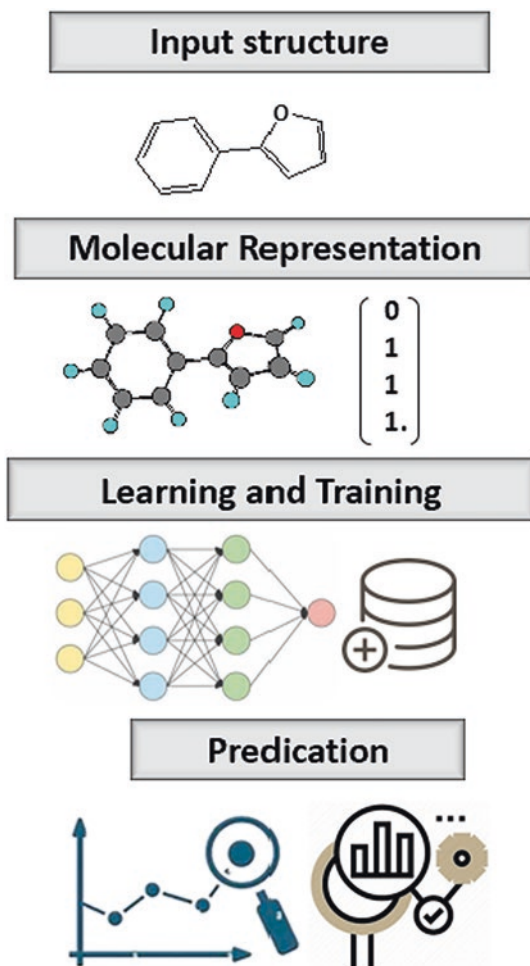 Input structure
O
Molecular Representation
0
1
1
1.
Learning and Training
Predication
...